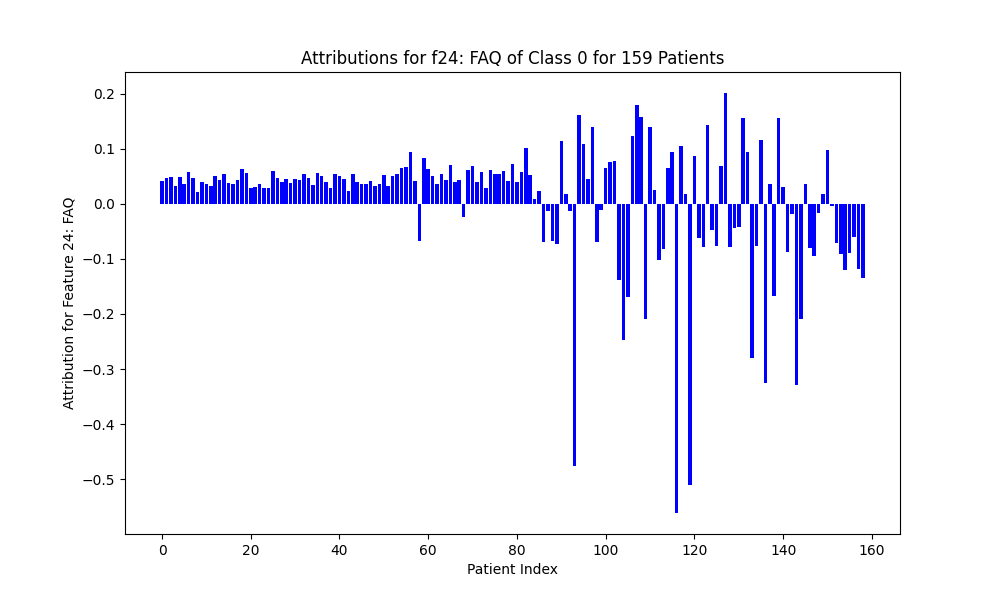 Attributions for f24: FAQ of Class 0 for 159 Patients
Attribution for Feature 24: FAQ
0.2
0.1
0.0
−0.1
−0.2
−0.3
−0.4
−0.5
0 20 40 60 80 100 120 140 160
Patient Index